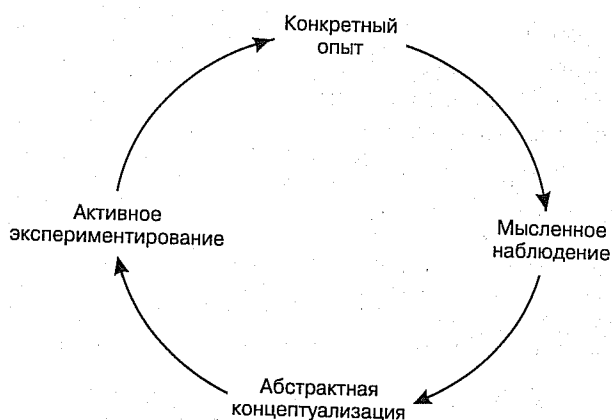 Конкретный
опыт
Активное
экспериментирование
Мысленное
наблюдение
Абстрактная
концептуализация